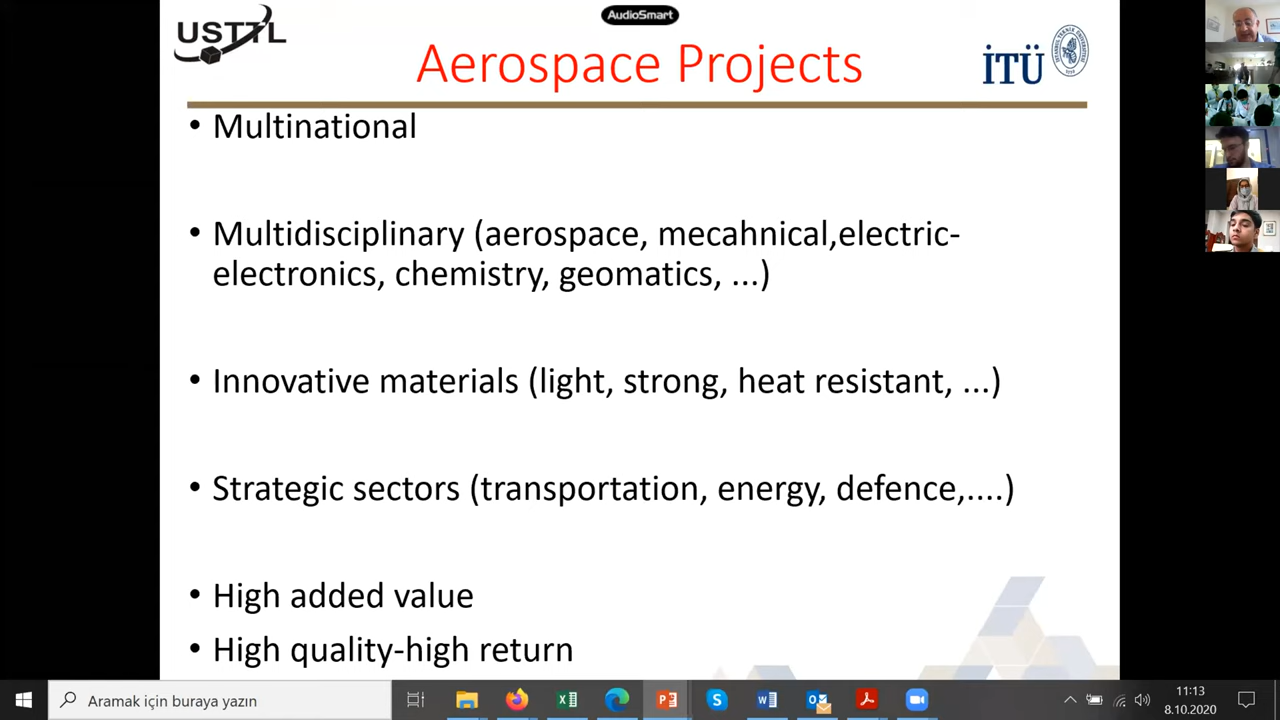 AudioSmart
USTTL
Aerospace Projects
İTÜ
• Multinational
• Multidisciplinary (aerospace, mecahnical,electric-
electronics, chemistry, geomatics, ...)
• Innovative materials (light, strong, heat resistant, ...)
• Strategic sectors (transportation, energy, defence,....)
• High added value
• High quality-high return
Aramak için buraya yazın
11:13
8.10.2020